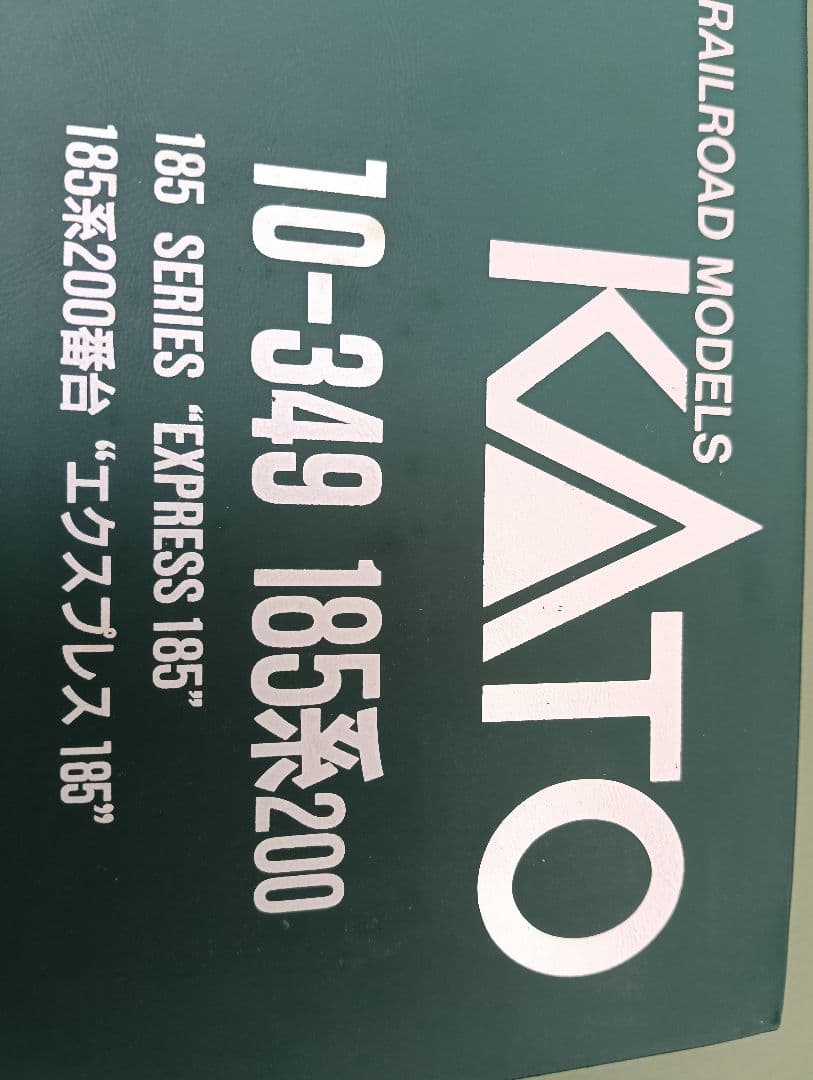 RAILROAD MODELS
KATO
10-349 185系200
185 SERIES “EXPRESS 185”
185系200番台 “エクスプレス 185”